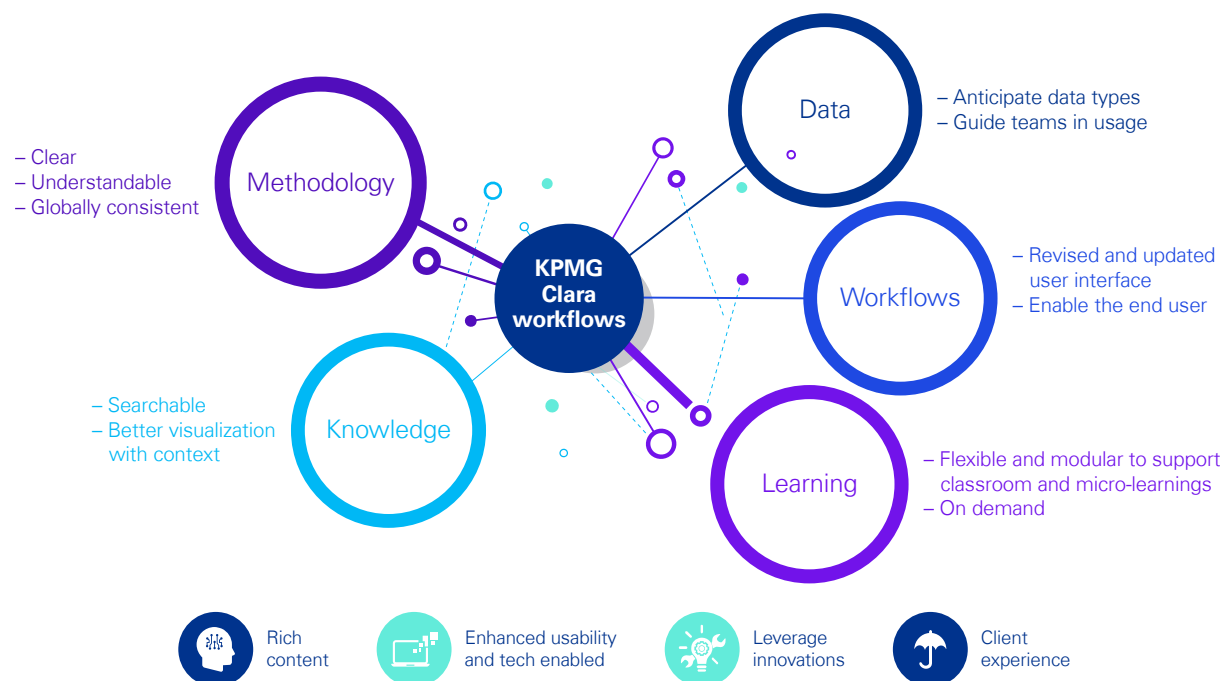 Methodology
– Clear
– Understandable
– Globally consistent
Data
– Anticipate data types
– Guide teams in usage
KPMG
Clara
workflows
Workflows
– Revised and updated
user interface
– Enable the end user
Knowledge
– Searchable
– Better visualization
with context
Learning
– Flexible and modular to support
classroom and micro-learnings
– On demand
Rich
content
Enhanced usability
and tech enabled
Leverage
innovations
Client
experience